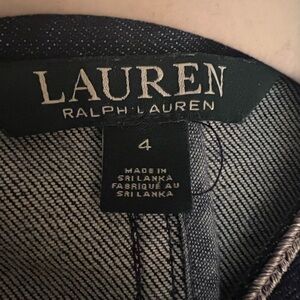 LAUREN
RALPH·LAUREN
4
MADE IN
SRI LANKA
FABRIQUÉ AU
SRI LANKA